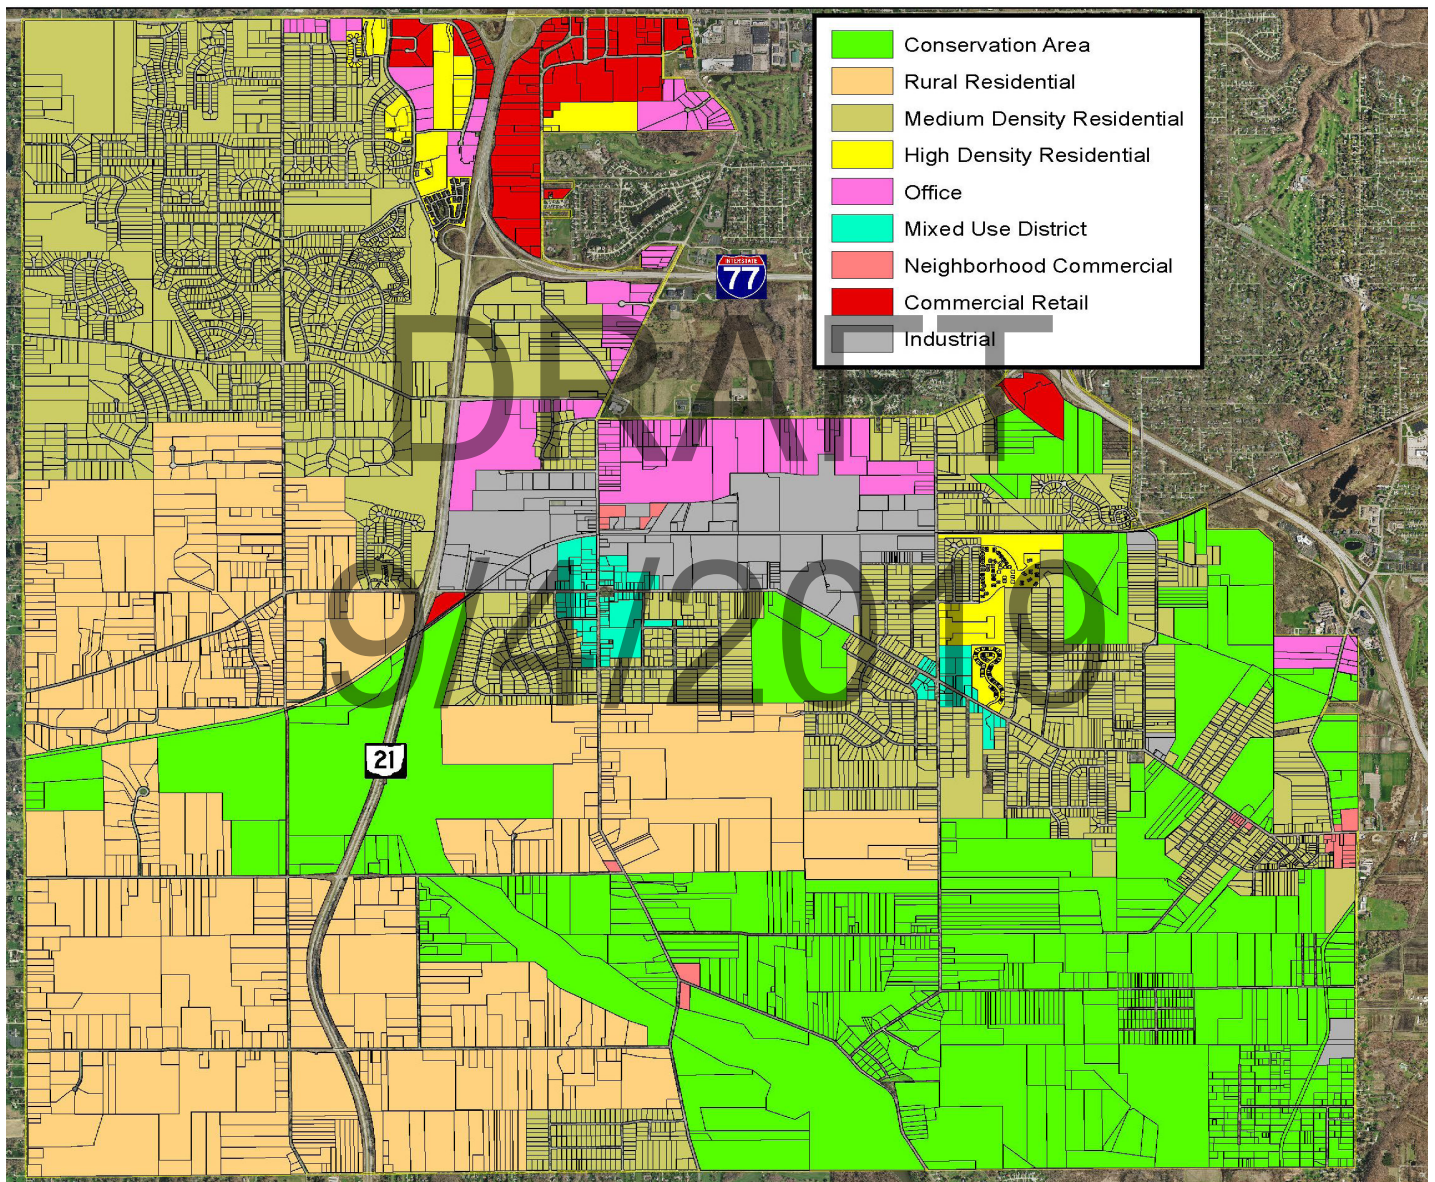 Conservation Area
Rural Residential
Medium Density Residential
High Density Residential
Office
Mixed Use District
Neighborhood Commercial
Commercial Retail
Industrial
INTERSTATE
77
DRAFT
9/4/2019
21